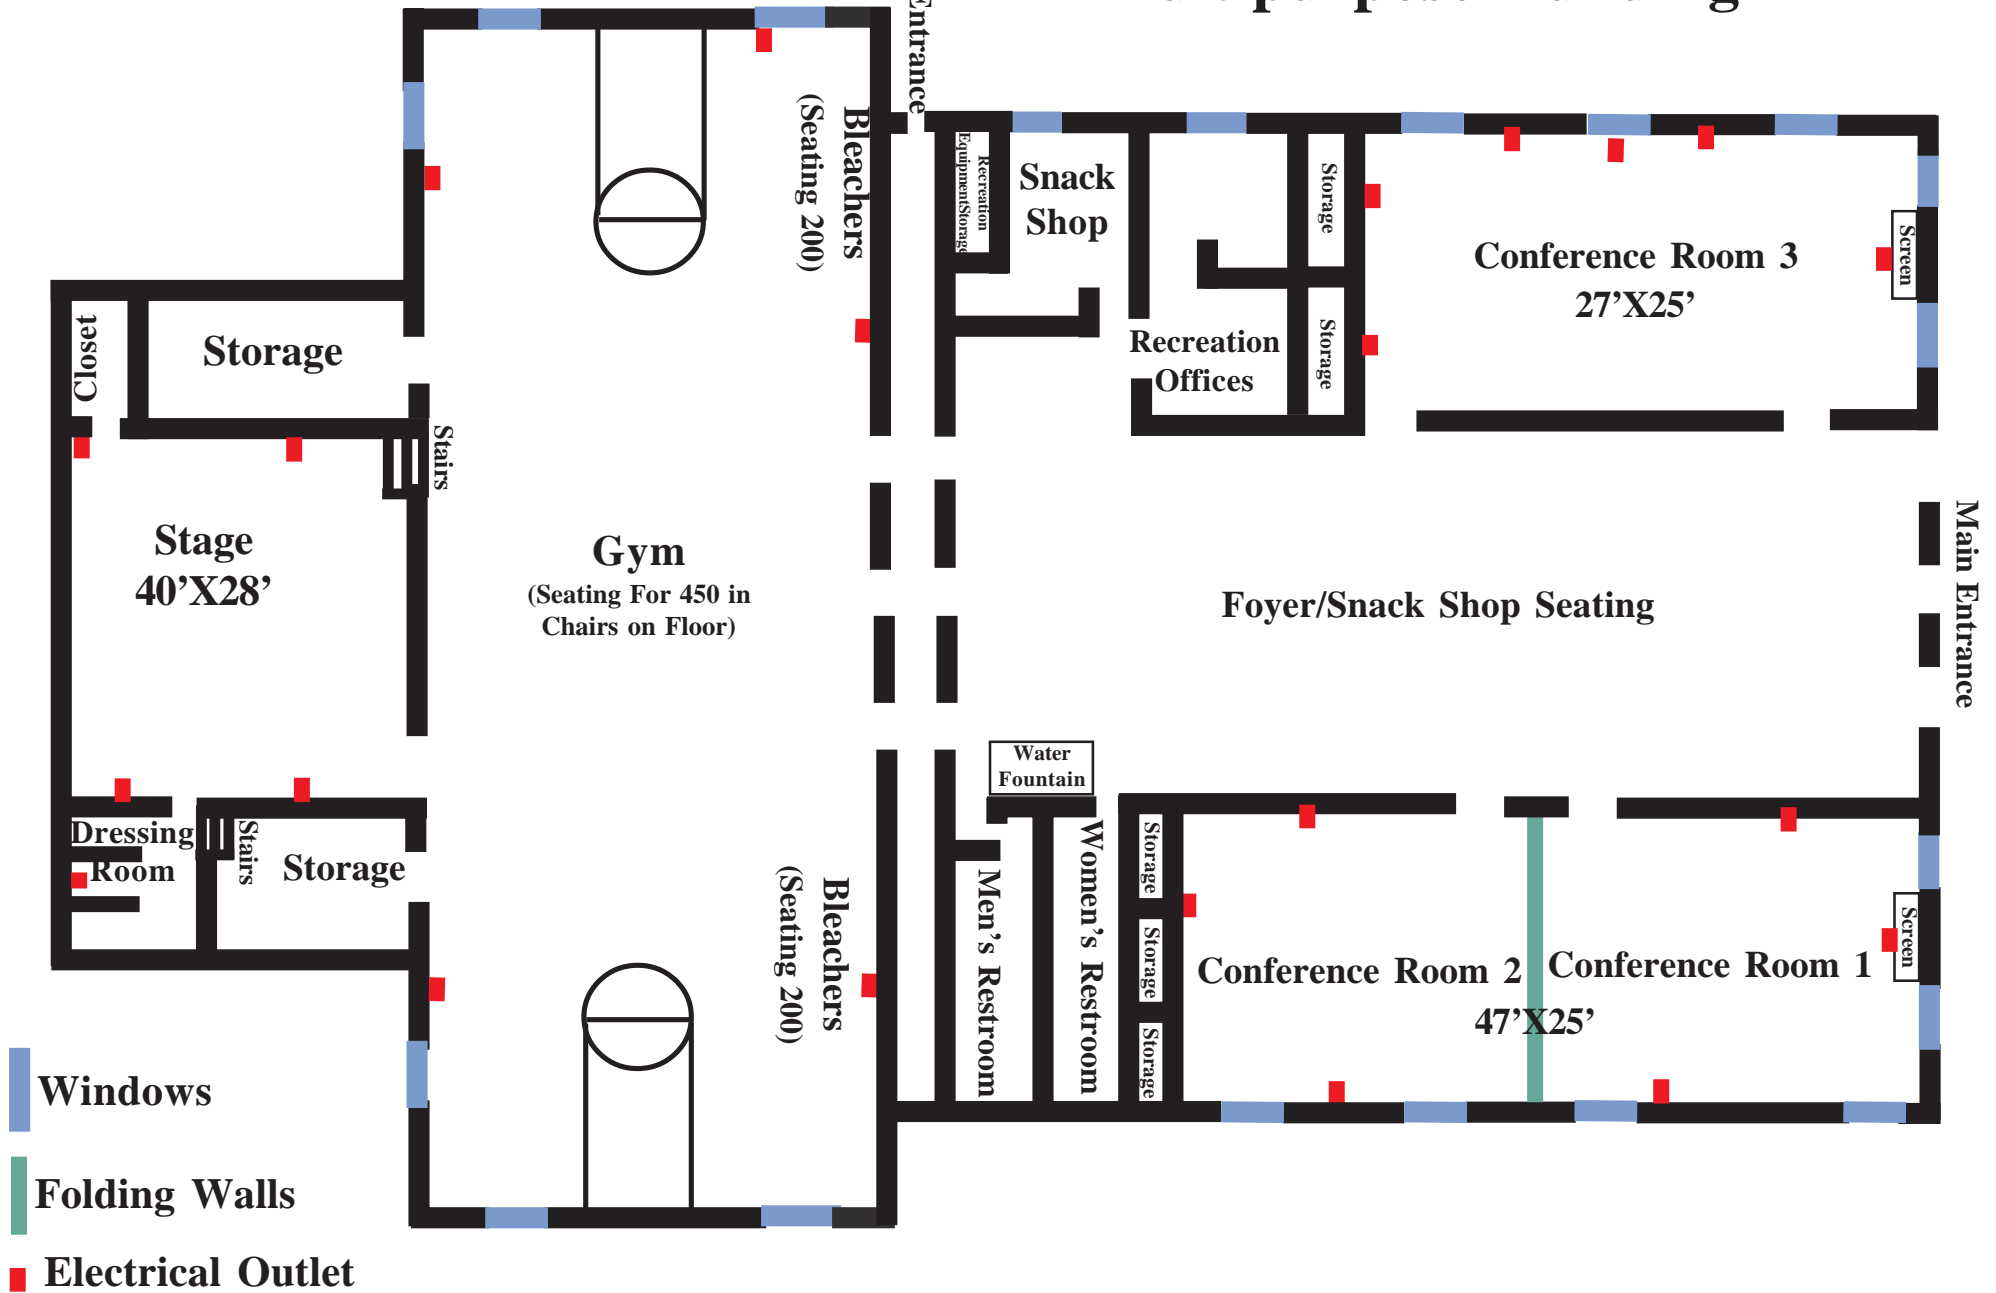 Entrance
Bleachers
(Seating 200)
Recreation
EquipmentStorage
Snack
Shop
Storage
Conference Room 3
27’X25’
Screen
Closet
Storage
Recreation
Offices
Storage
Stairs
Stage
40’X28’
Gym
(Seating For 450 in
Chairs on Floor)
Foyer/Snack Shop Seating
Main Entrance
Water
Fountain
Dressing
Room
Stairs
Storage
Bleachers
(Seating 200)
Men’s Restroom
Women’s Restroom
Storage
Storage
Storage
Conference Room 2
Conference Room 1
47’X25’
Screen
Windows
Folding Walls
Electrical Outlet